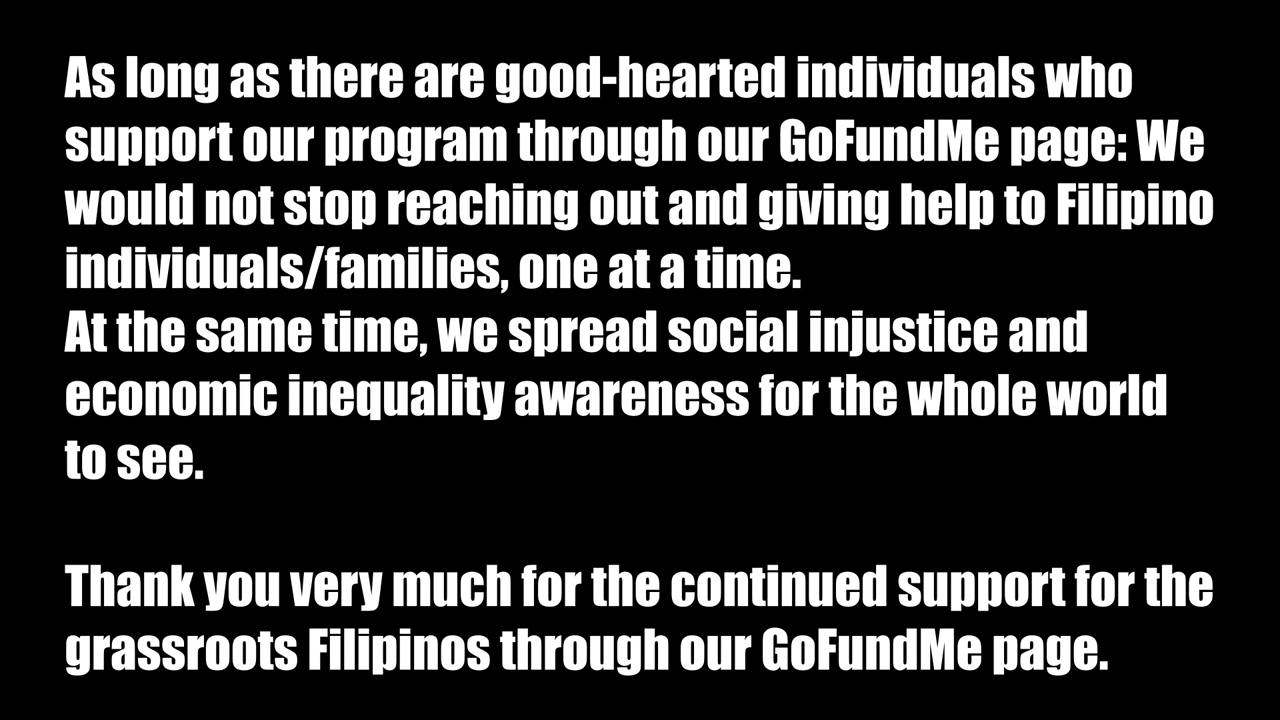 As long as there are good-hearted individuals who
support our program through our GoFundMe page: We
would not stop reaching out and giving help to Filipino
individuals/families, one at a time.
At the same time, we spread social injustice and
economic inequality awareness for the whole world
to see.
Thank you very much for the continued support for the
grassroots Filipinos through our GoFundMe page.